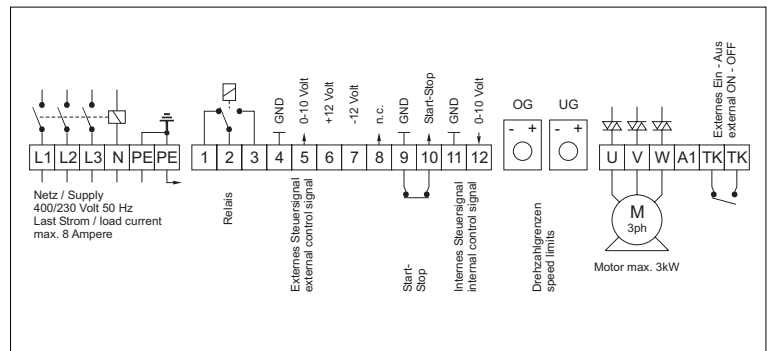 GND
0-10 Volt
+12 Volt
-12 Volt
n.c.
GND
Start-Stop
GND
0-10 Volt
OG
UG
- +
- +
Externes Ein - Aus
external ON - OFF
L1 L2 L3 N PE PE
1 2 3 4 5 6 7 8 9 10 11 12
U V W A1 TK TK
Netz / Supply
400/230 Volt 50 Hz
Last Strom / load current
max. 8 Ampere
Relais
Externes Steuersignal
external control signal
Start-
Stop
Internes Steuersignal
internal control signal
Drehzahlgrenzen
speed limits
M
3ph
Motor max. 3kW